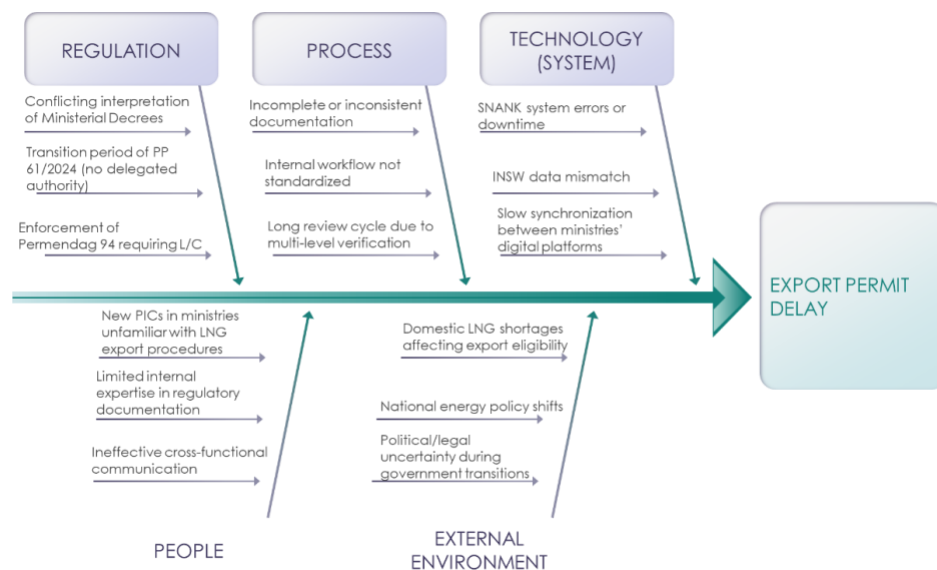 REGULATION
PROCESS
TECHNOLOGY
(SYSTEM)
Conflicting interpretation
of Ministerial Decrees
Transition period of PP
61/2024 (no delegated
authority)
Enforcement of
Permendag 94 requiring L/C
Incomplete or inconsistent
documentation
Internal workflow not
standardized
Long review cycle due to
multi-level verification
SNANK system errors or
downtime
INSW data mismatch
Slow synchronization
between ministries'
digital platforms
EXPORT PERMIT
DELAY
New PICs in ministries
unfamiliar with LNG
export procedures
Limited internal
expertise in regulatory
documentation
Ineffective cross-functional
communication
Domestic LNG shortages
affecting export eligibility
National energy policy shifts
Political/legal
uncertainty during
government transitions
PEOPLE
EXTERNAL
ENVIRONMENT